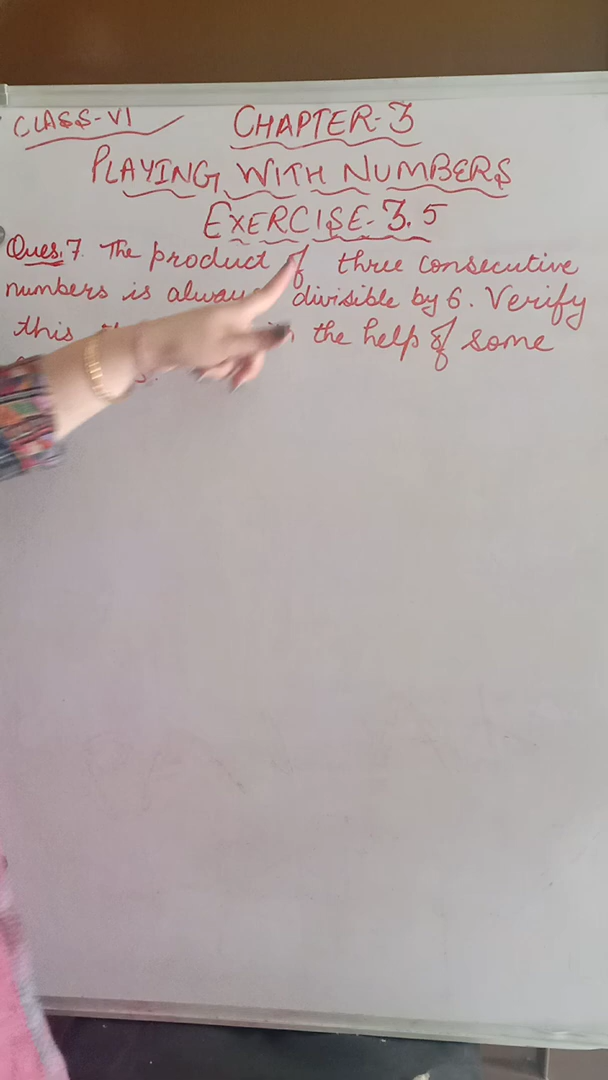 CLASS-VI
CHAPTER-3
PLAYING WITH NUMBERS
EXERCISE-3.5
Ques.7. The product of three consecutive
numbers is always divisible by 6. Verify
this the help of some